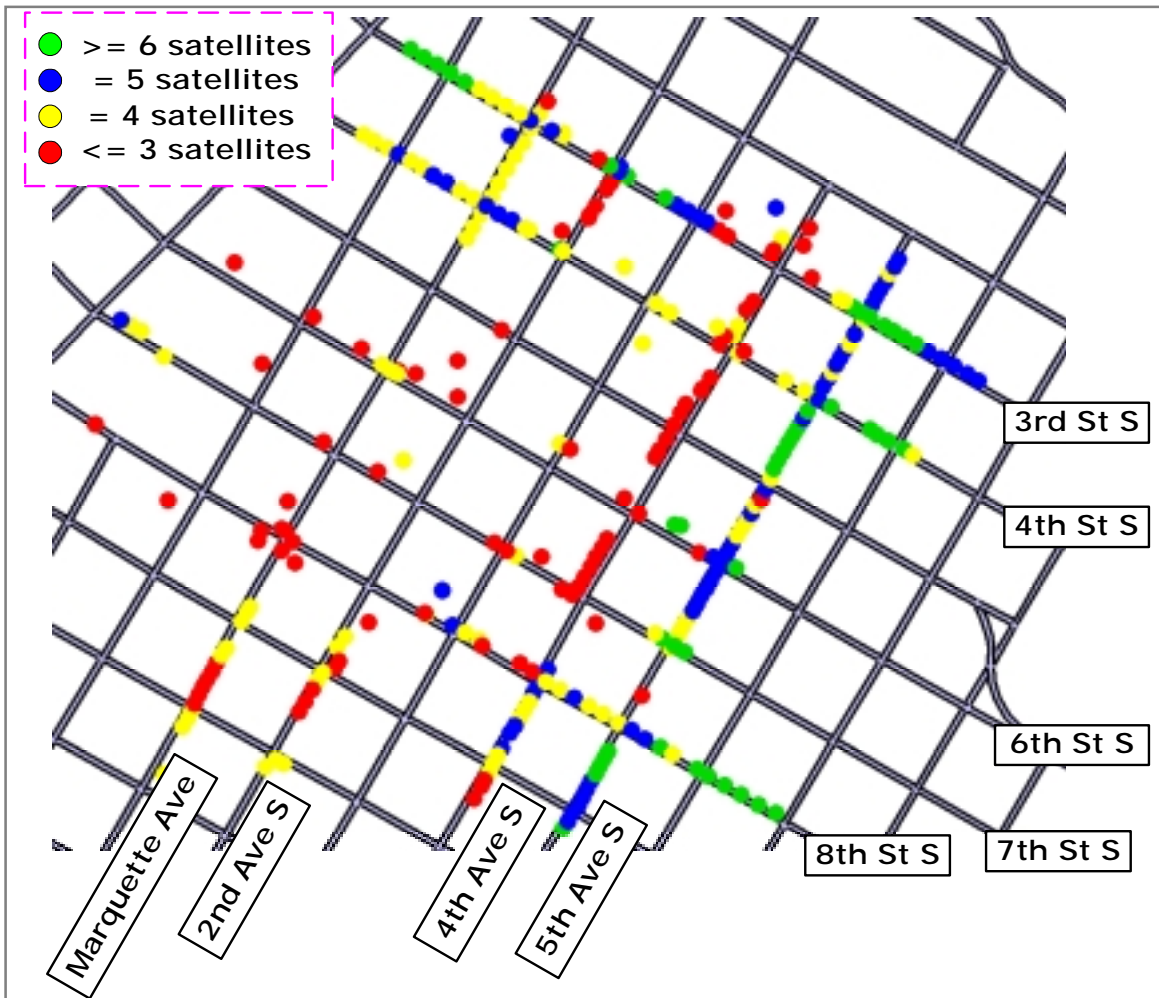 >= 6 satellites
= 5 satellites
= 4 satellites
<= 3 satellites
3rd St S
4th St S
6th St S
7th St S
8th St S
Marquette Ave
2nd Ave S
4th Ave S
5th Ave S